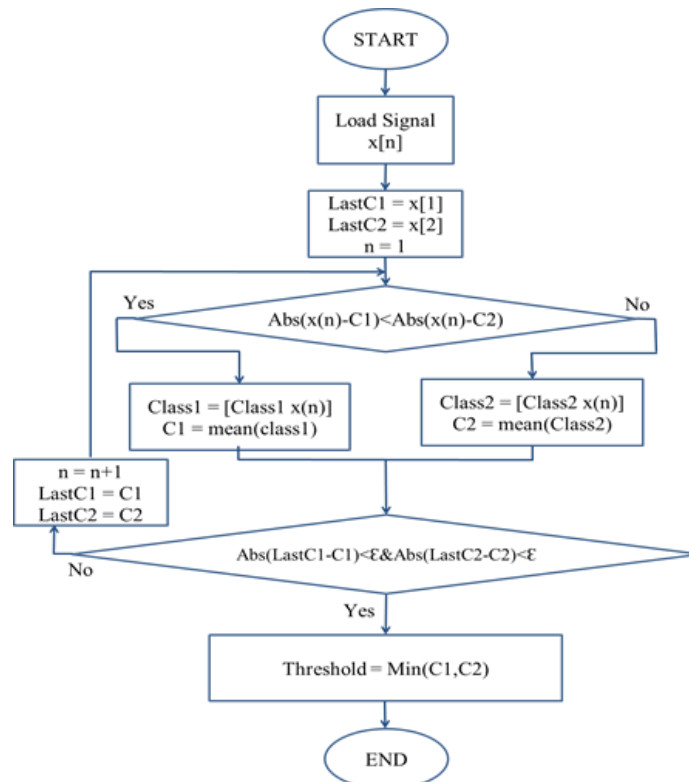 START
Load Signal
x[n]
LastC1 = x[1]
LastC2 = x[2]
n = 1
Yes
No
Abs(x(n)-C1)<Abs(x(n)-C2)
Class1 = [Class1 x(n)]
C1 = mean(class1)
Class2 = [Class2 x(n)]
C2 = mean(Class2)
n = n+1
LastC1 = C1
LastC2 = C2
Abs(LastC1-C1)<Ɛ&Abs(LastC2-C2)<Ɛ
No
Yes
Threshold = Min(C1,C2)
END